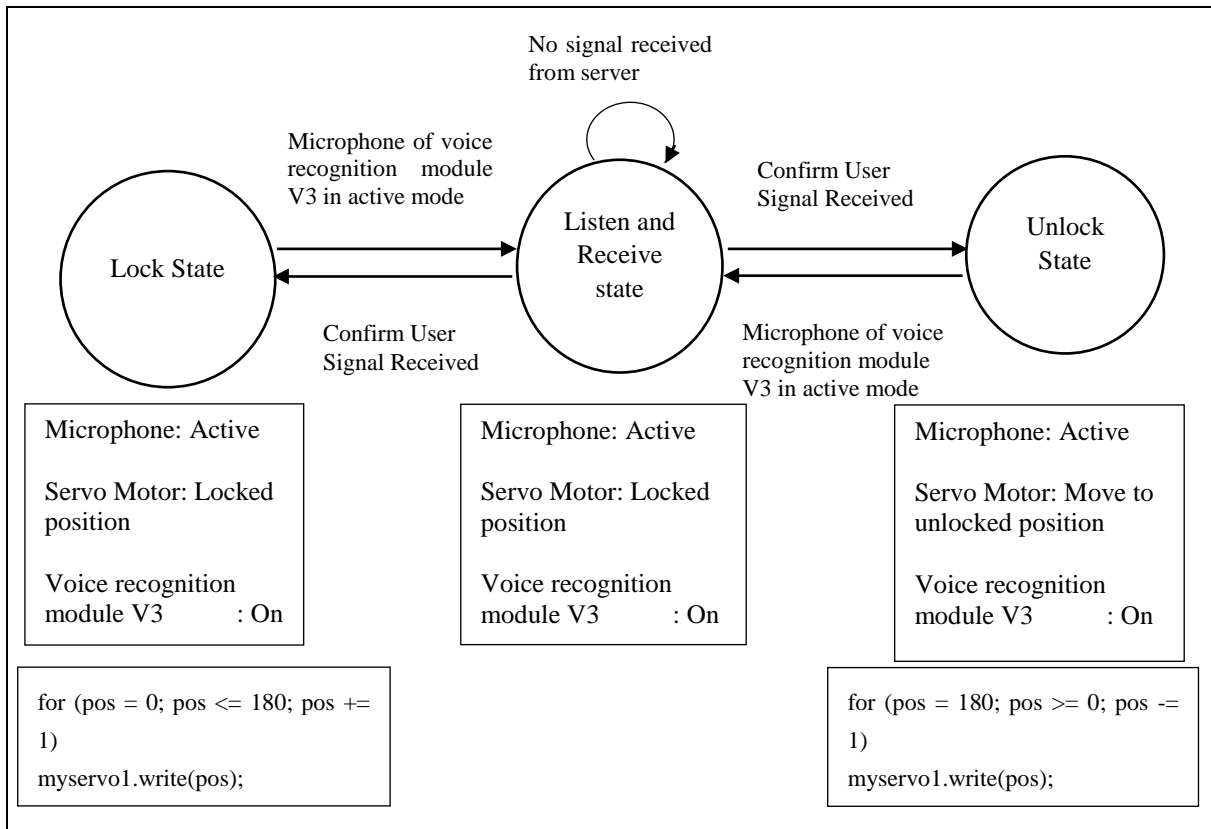 No signal received
from server
Microphone of voice
recognition module
V3 in active mode
Confirm User
Signal Received
Lock State
Listen and
Receive
state
Unlock
State
Confirm User
Signal Received
Microphone of voice
recognition module
V3 in active mode
Microphone: Active
Servo Motor: Locked
position
Voice recognition
module V3 : On
Microphone: Active
Servo Motor: Locked
position
Voice recognition
module V3 : On
Microphone: Active
Servo Motor: Move to
unlocked position
Voice recognition
module V3 : On
for (pos = 0; pos <= 180; pos +=
1)
myservo1.write(pos);
for (pos = 180; pos >= 0; pos -=
1)
myservo1.write(pos);